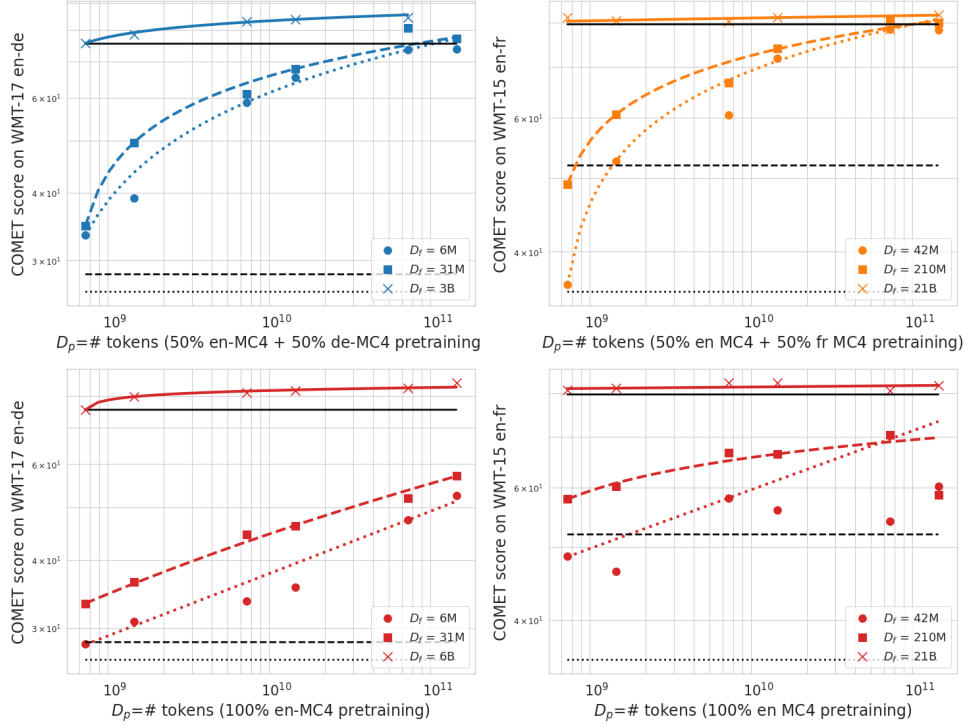 COMET score on WMT-17 en-de
6 × 10¹
4 × 10¹
3 × 10¹
D_f = 6M
D_f = 31M
D_f = 3B
10⁹
10¹⁰
10¹¹
D_p=# tokens (50% en-MC4 + 50% de-MC4 pretraining
COMET score on WMT-15 en-fr
6 × 10¹
4 × 10¹
D_f = 42M
D_f = 210M
D_f = 21B
10⁹
10¹⁰
10¹¹
D_p=# tokens (50% en MC4 + 50% fr MC4 pretraining)
COMET score on WMT-17 en-de
6 × 10¹
4 × 10¹
3 × 10¹
D_f = 6M
D_f = 31M
D_f = 6B
10⁹
10¹⁰
10¹¹
D_p=# tokens (100% en-MC4 pretraining)
COMET score on WMT-15 en-fr
6 × 10¹
4 × 10¹
D_f = 42M
D_f = 210M
D_f = 21B
10⁹
10¹⁰
10¹¹
D_p=# tokens (100% en MC4 pretraining)